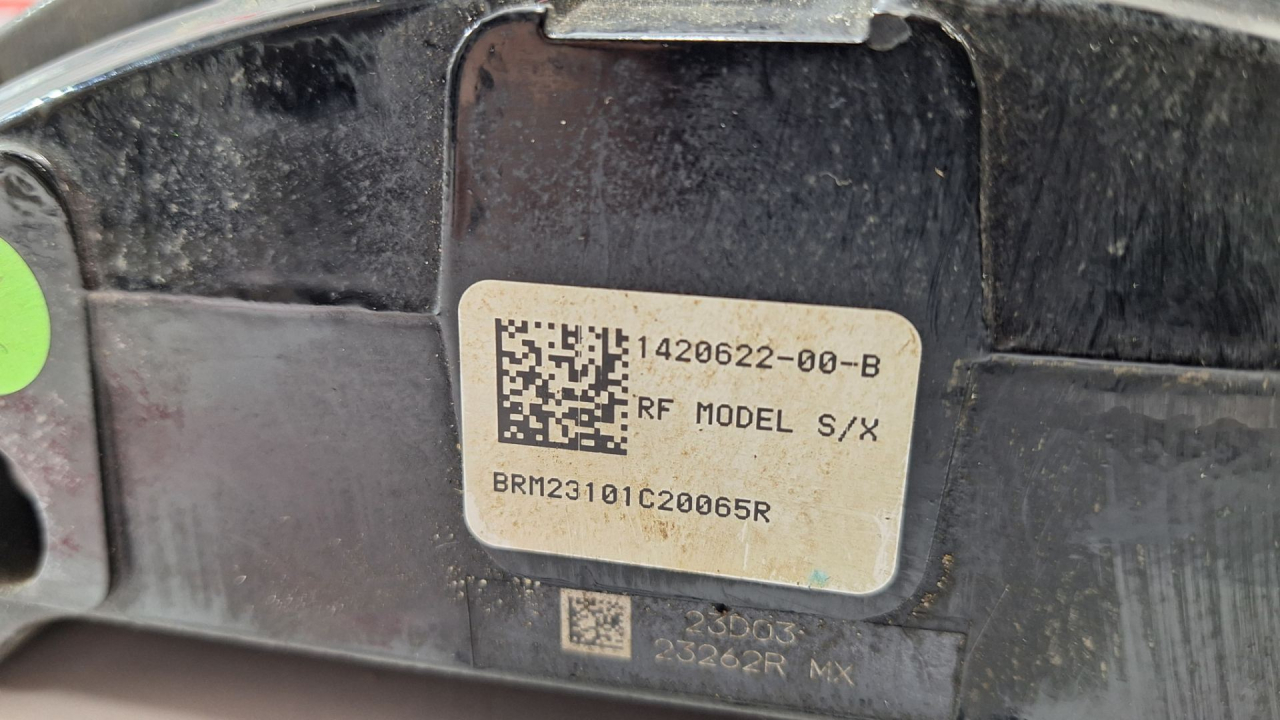 1420622-00-B
RF MODEL S/X
BRM23101C20065R
23D03
23262R MX